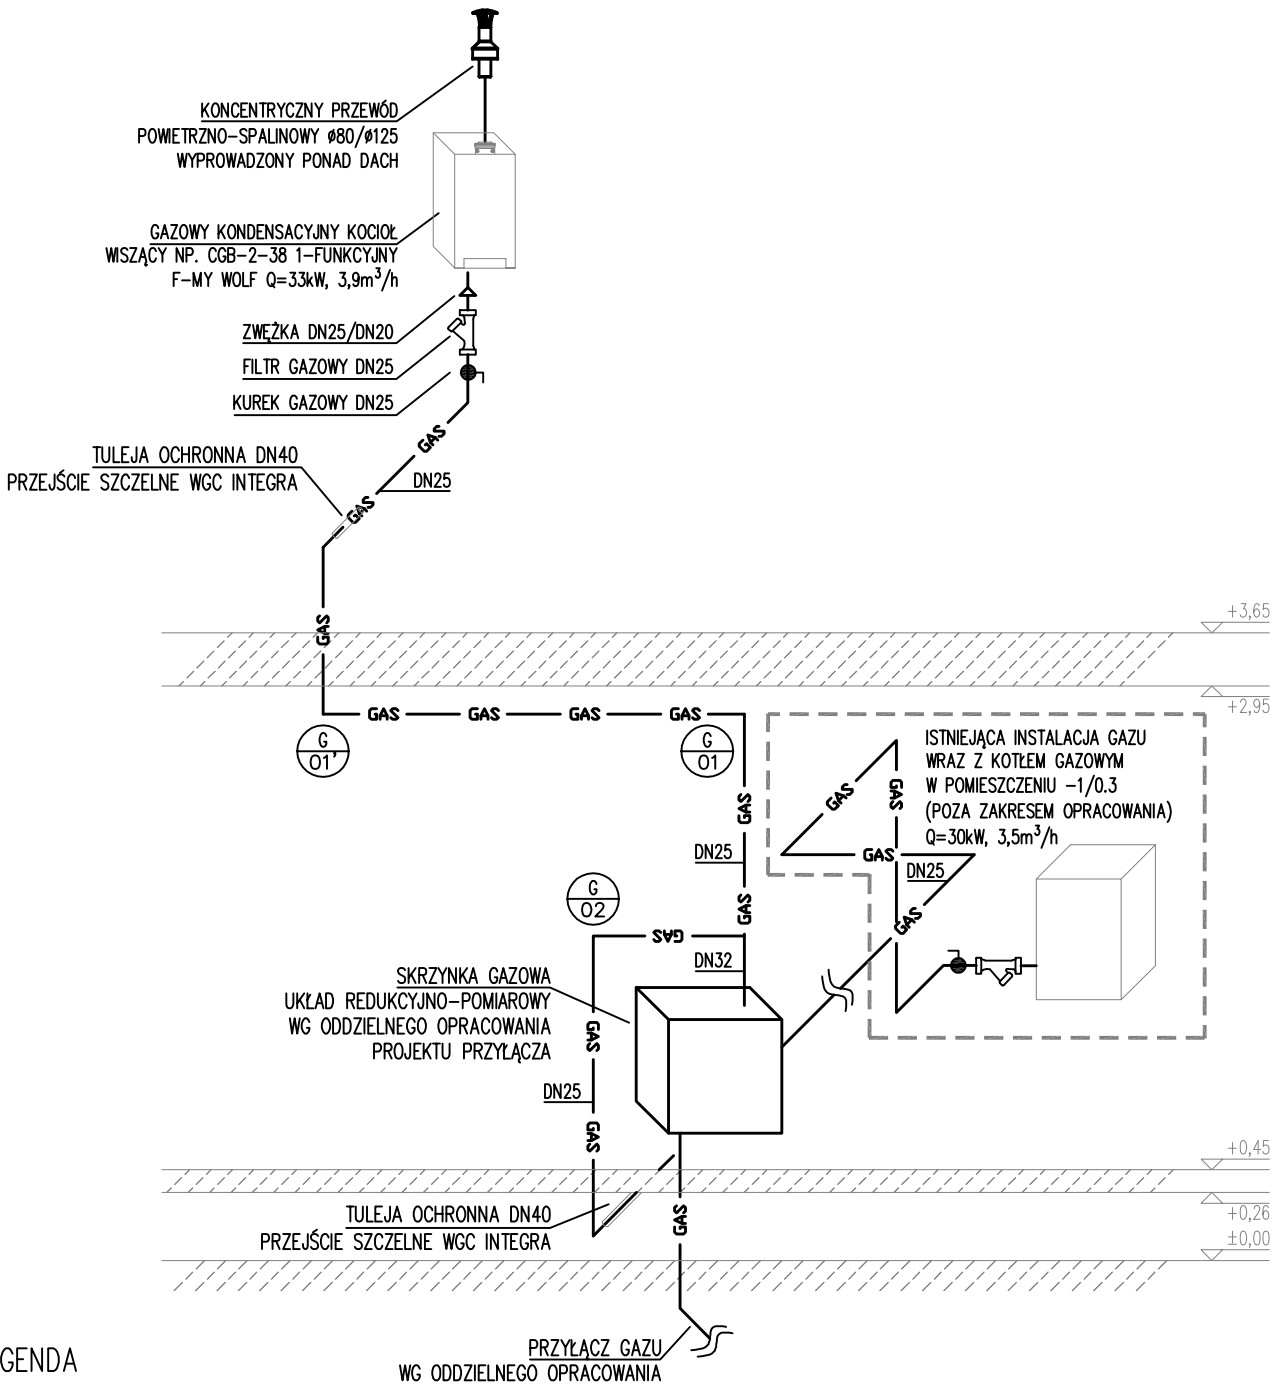 KONCENTRYCZNY PRZEWÓD
POWIETRZNO-SPALINOWY ø80/ø125
WYPROWADZONY PONAD DACH
GAZOWY KONDENSACYJNY KOCIOŁ
WISZĄCY NP. CGB-2-38 1-FUNKCYJNY
F-MY WOLF Q=33kW, 3,9m³/h
ZWĘŻKA DN25/DN20
FILTR GAZOWY DN25
KUREK GAZOWY DN25
GAS
TULEJA OCHRONNA DN40
PRZEJŚCIE SZCZELNE WGC INTEGRA
DN25
GAS
GAS
+3,65
+2,95
GAS GAS GAS GAS
G
01'
G
01
ISTNIEJĄCA INSTALACJA GAZU
WRAZ Z KOTŁEM GAZOWYM
W POMIESZCZENIU -1/0.3
(POZA ZAKRESEM OPRACOWANIA)
Q=30kW, 3,5m³/h
GAS
GAS
GAS
GAS
DN25
DN25
GAS
G
02
GAS
GAS
DN32
SKRZYNKA GAZOWA
UKŁAD REDUKCYJNO-POMIAROWY
WG ODDZIELNEGO OPRACOWANIA
PROJEKTU PRZYŁĄCZA
GAS
DN25
GAS
+0,45
+0,26
±0,00
TULEJA OCHRONNA DN40
PRZEJŚCIE SZCZELNE WGC INTEGRA
GAS
PRZYŁĄCZ GAZU
WG ODDZIELNEGO OPRACOWANIA
GENDA